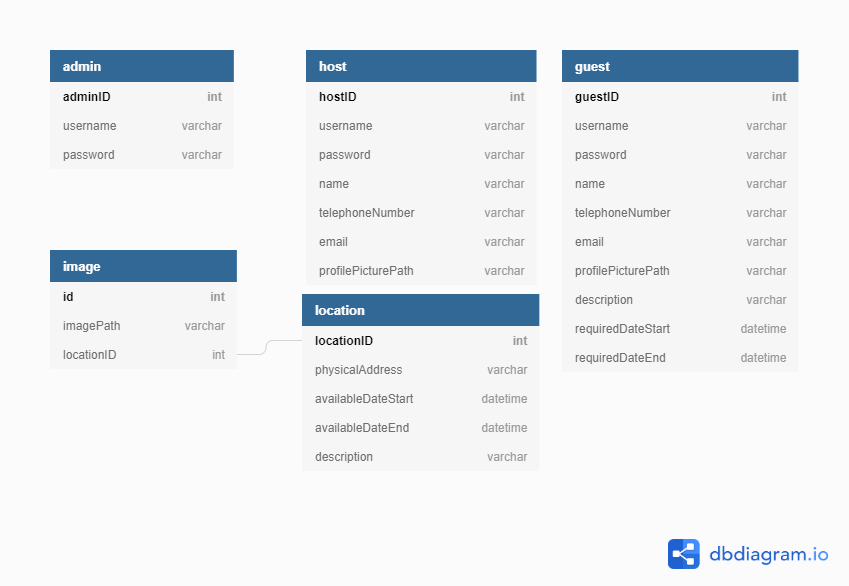 admin
adminID int
username varchar
password varchar
host
hostID int
username varchar
password varchar
name varchar
telephoneNumber varchar
email varchar
profilePicturePath varchar
guest
guestID int
username varchar
password varchar
name varchar
telephoneNumber varchar
email varchar
profilePicturePath varchar
description varchar
requiredDateStart datetime
requiredDateEnd datetime
image
id int
imagePath varchar
locationID int
location
locationID int
physicalAddress varchar
availableDateStart datetime
availableDateEnd datetime
description varchar
dbdiagram.io